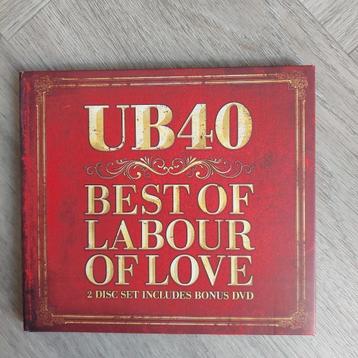 UB40
BEST OF
LABOUR
OF LOVE
2 DISC SET INCLUDES BONUS DVD